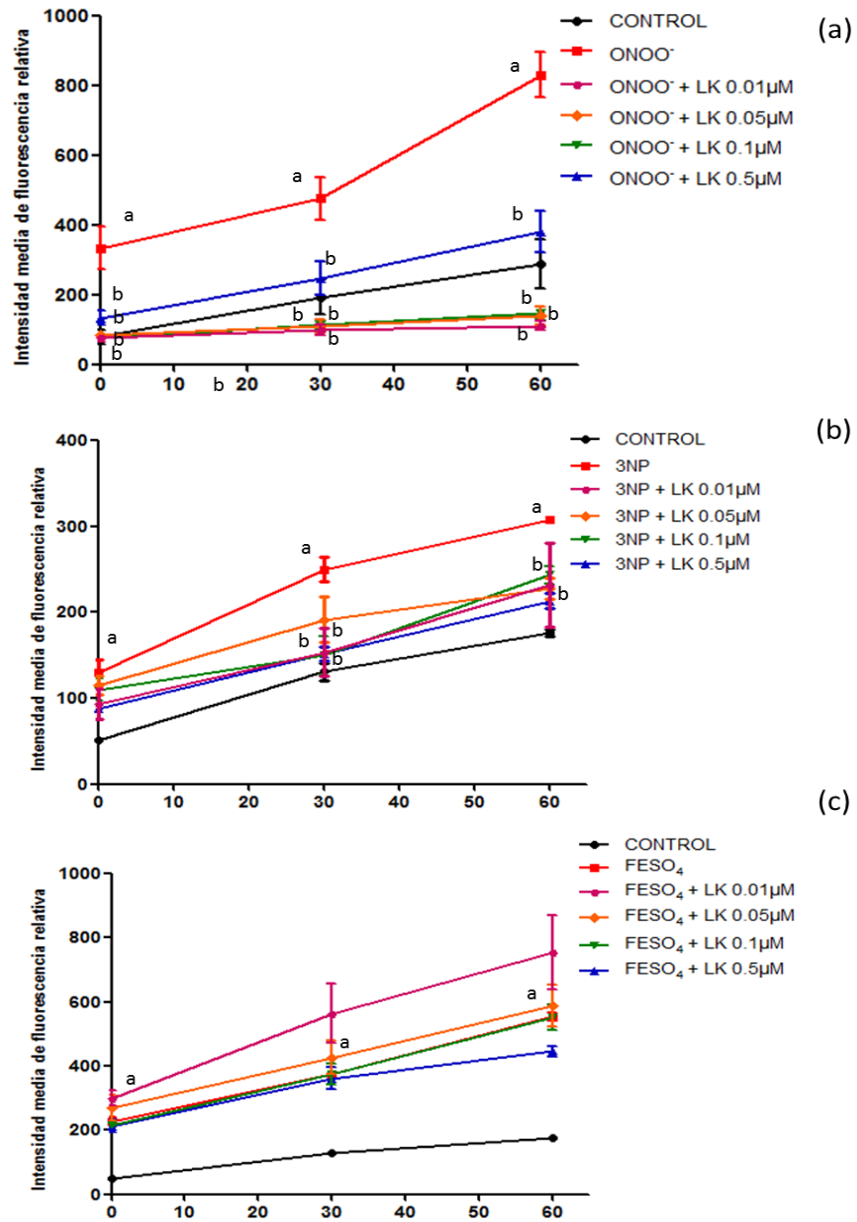 (a)
CONTROL
ONOO⁻
ONOO⁻ + LK 0.01µM
ONOO⁻ + LK 0.05µM
ONOO⁻ + LK 0.1µM
ONOO⁻ + LK 0.5µM
Intensidad media de fluorescencia relativa
1000
800
600
400
200
0
a
a
a
b
b
b
b
b
b
b
b
b
b
b
b
0 10 b 20 30 40 50 60
(b)
CONTROL
3NP
3NP + LK 0.01µM
3NP + LK 0.05µM
3NP + LK 0.1µM
3NP + LK 0.5µM
Intensidad media de fluorescencia relativa
400
300
200
100
0
a
a
a
b
b
b
b
b
0 10 20 30 40 50 60
(c)
CONTROL
FESO₄
FESO₄ + LK 0.01µM
FESO₄ + LK 0.05µM
FESO₄ + LK 0.1µM
FESO₄ + LK 0.5µM
Intensidad media de fluorescencia relativa
1000
800
600
400
200
0
a
a
a
0 10 20 30 40 50 60